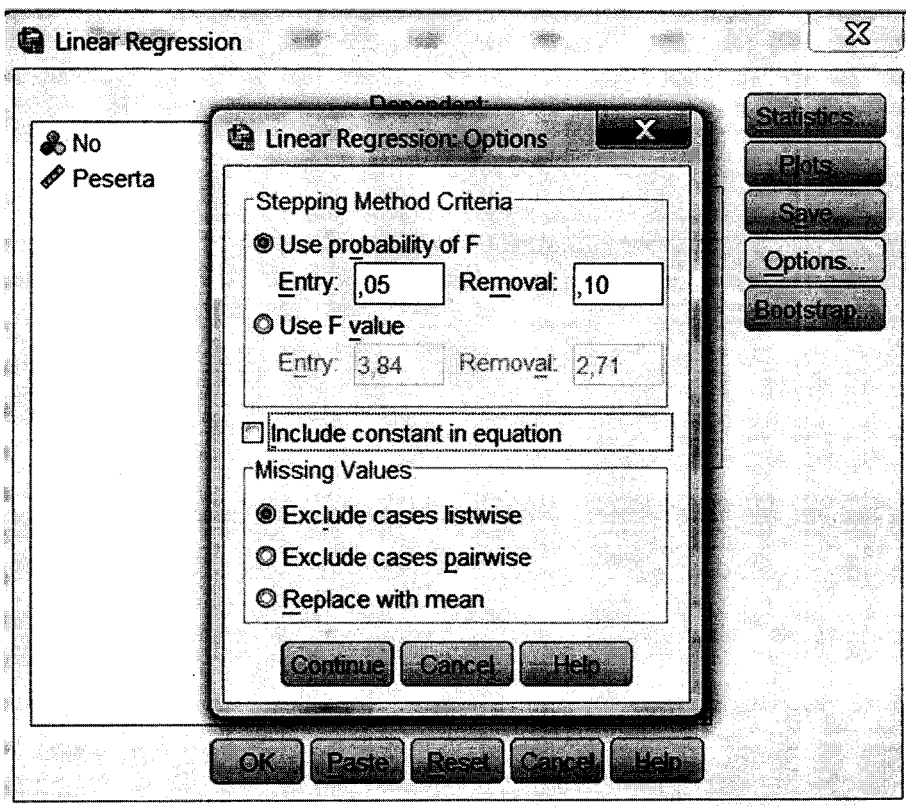 Linear Regression
Dependent:
No
Peserta
Statistics...
Plots...
Save...
Options...
Bootstrap...
Linear Regression: Options
Stepping Method Criteria
Use probability of F
Entry: ,05 Removal: ,10
Use F value
Entry: 3,84 Removal: 2,71
Include constant in equation
Missing Values
Exclude cases listwise
Exclude cases pairwise
Replace with mean
Continue Cancel Help
OK Paste Reset Cancel Help